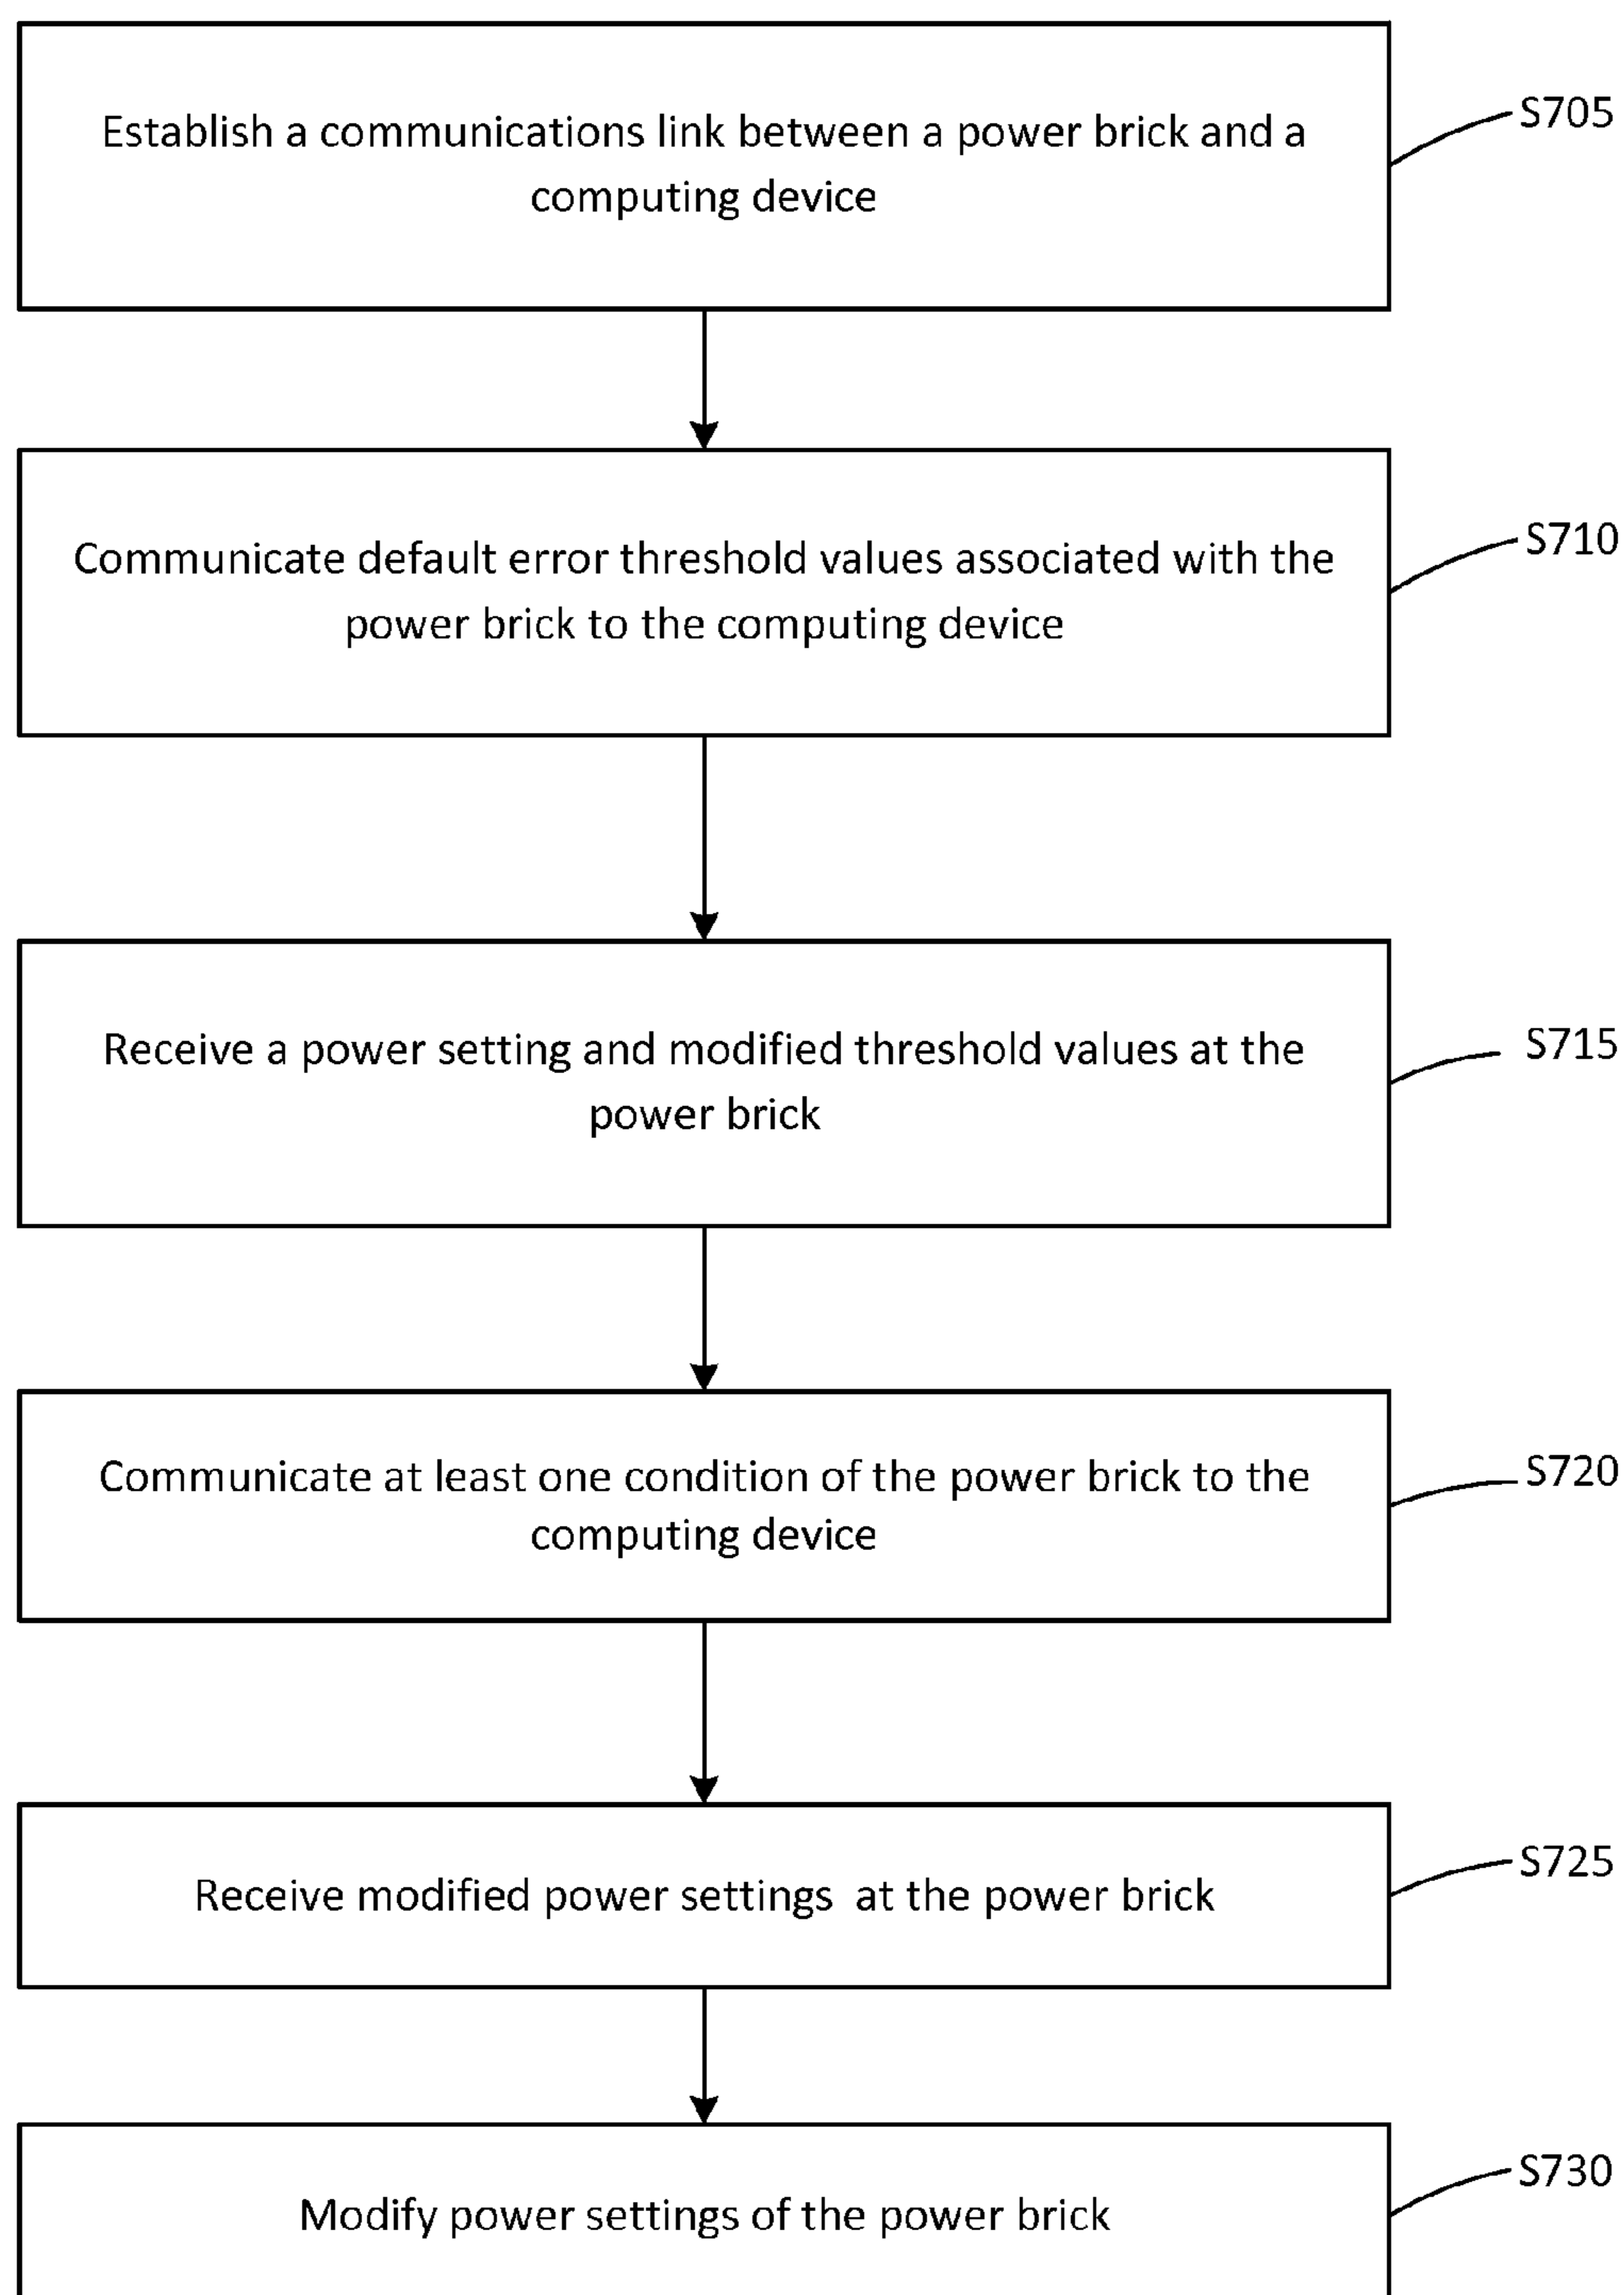 Establish a communications link between a power brick and a
computing device
S705
Communicate default error threshold values associated with the
power brick to the computing device
S710
Receive a power setting and modified threshold values at the
power brick
S715
Communicate at least one condition of the power brick to the
computing device
S720
Receive modified power settings at the power brick
S725
Modify power settings of the power brick
S730